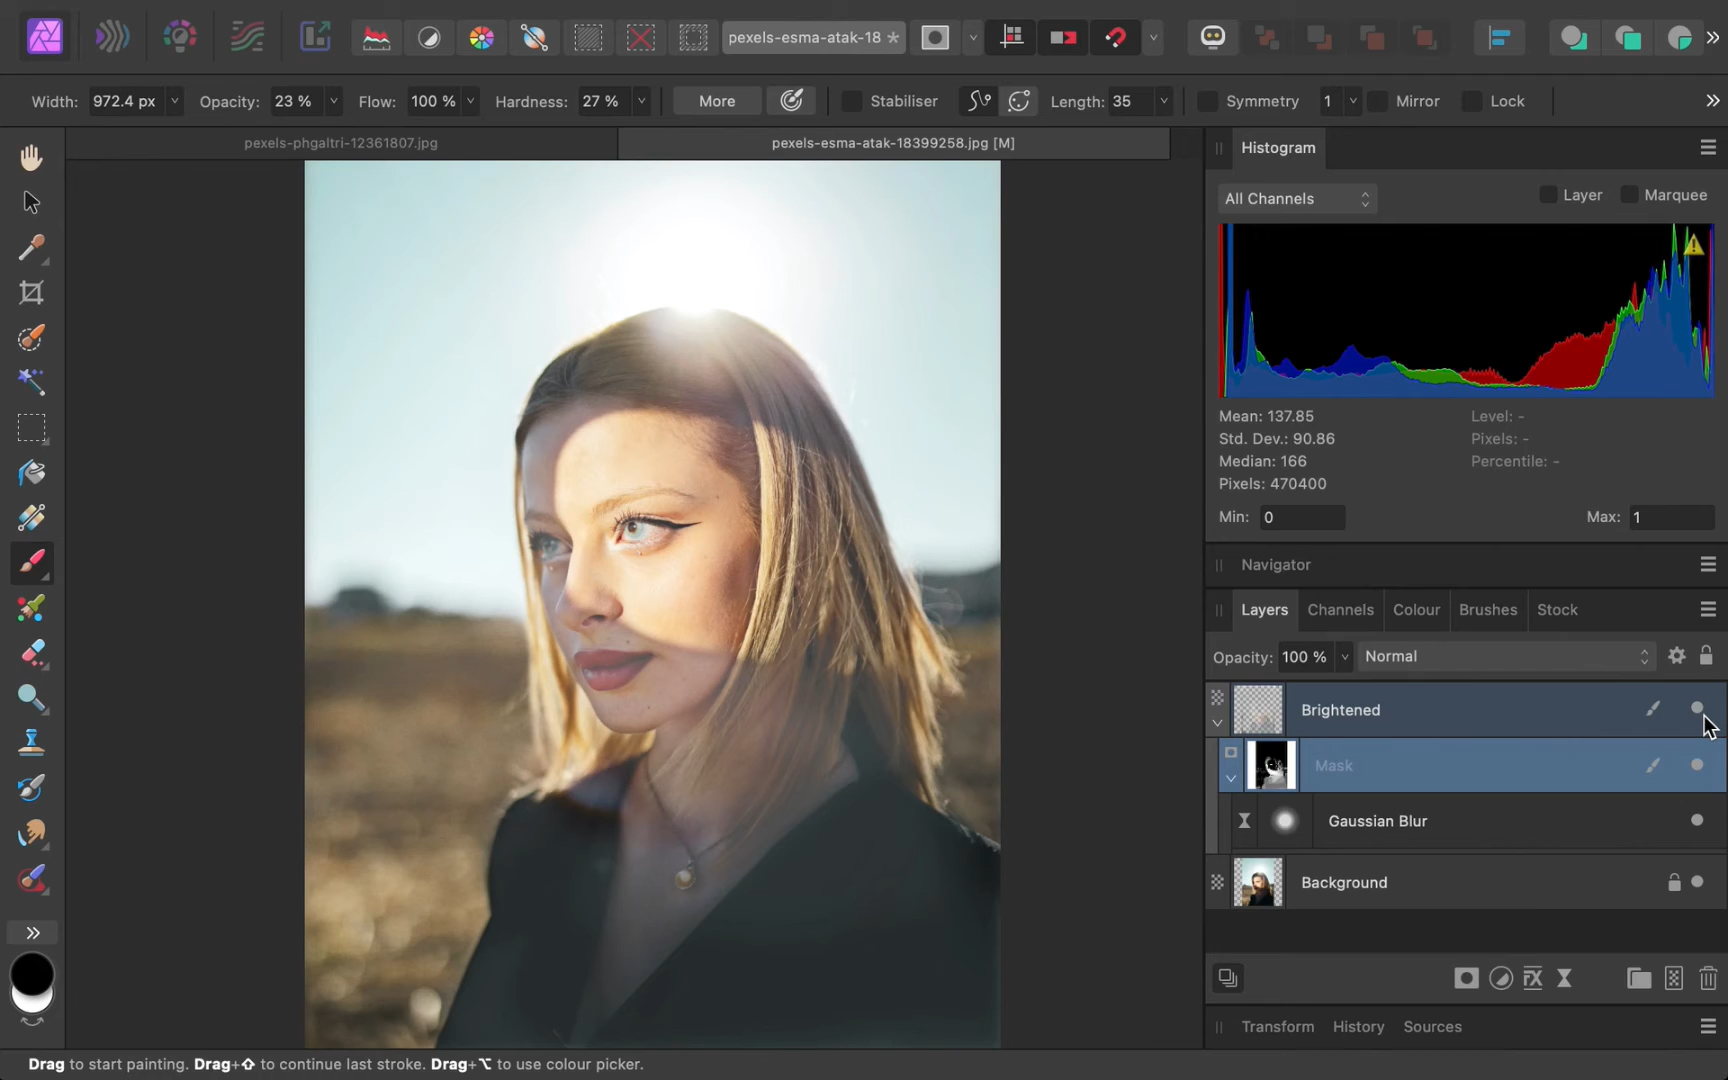 pexels-esma-atak-18 *
Width: 972.4 px Opacity: 23 % Flow: 100 % Hardness: 27 % More Stabiliser Length: 35 Symmetry 1 Mirror Lock
pexels-phgaltri-12361807.jpg pexels-esma-atak-18399258.jpg [M]
Histogram
All Channels Layer Marquee
Mean: 137.85 Level: -
Std. Dev.: 90.86 Pixels: -
Median: 166 Percentile: -
Pixels: 470400
Min: 0 Max: 1
Navigator
Layers Channels Colour Brushes Stock
Opacity: 100 % Normal
Brightened
Mask
Gaussian Blur
Background
Transform History Sources
Drag to start painting. Drag+⇧ to continue last stroke. Drag+⌥ to use colour picker.